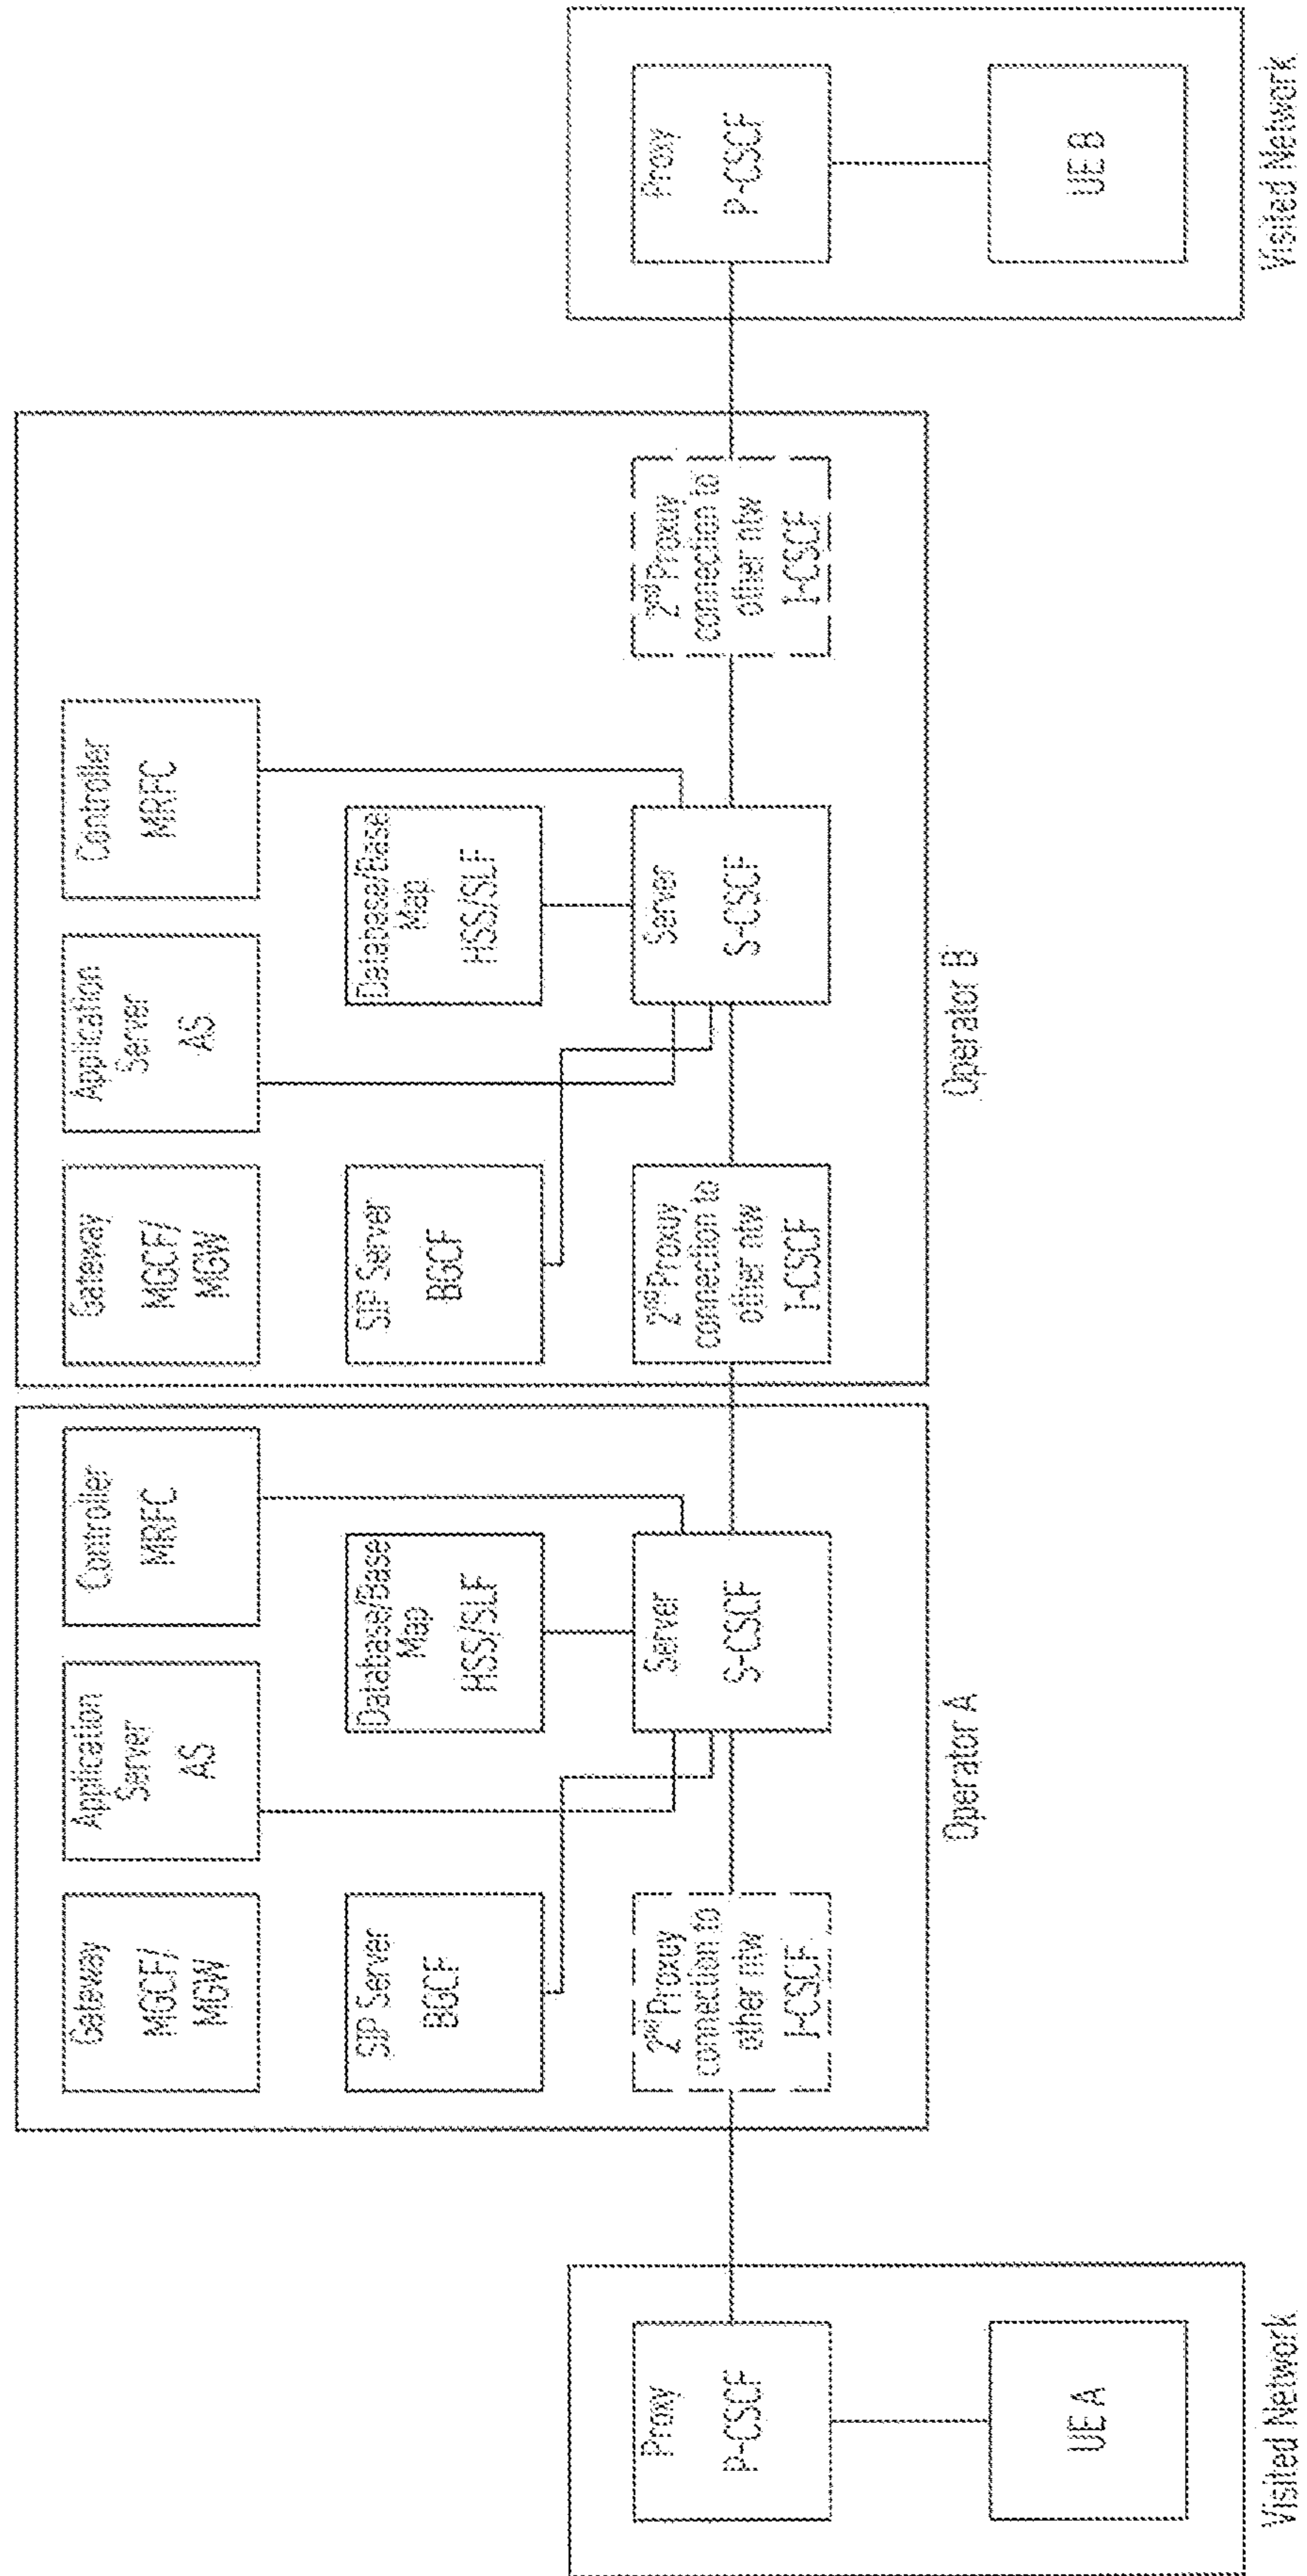 Gateway
MGCF/
MGW
Application
Server
AS
Controller
MRFC
SIP Server
BGCF
Database/Base
Map
HSS/SLF
2nd Proxuy
connection to
other ntw
I-CSCF
Server
S-CSCF
Operator A
Gateway
MGCF/
MGW
Application
Server
AS
Controller
MRFC
SIP Server
BGCF
Database/Base
Map
HSS/SLF
2nd Proxuy
connection to
other ntw
I-CSCF
Server
S-CSCF
2nd Proxuy
connection to
other ntw
I-CSCF
Operator B
Proxy
P-CSCF
UE A
Visited Network
Proxy
P-CSCF
UE B
Visited Network